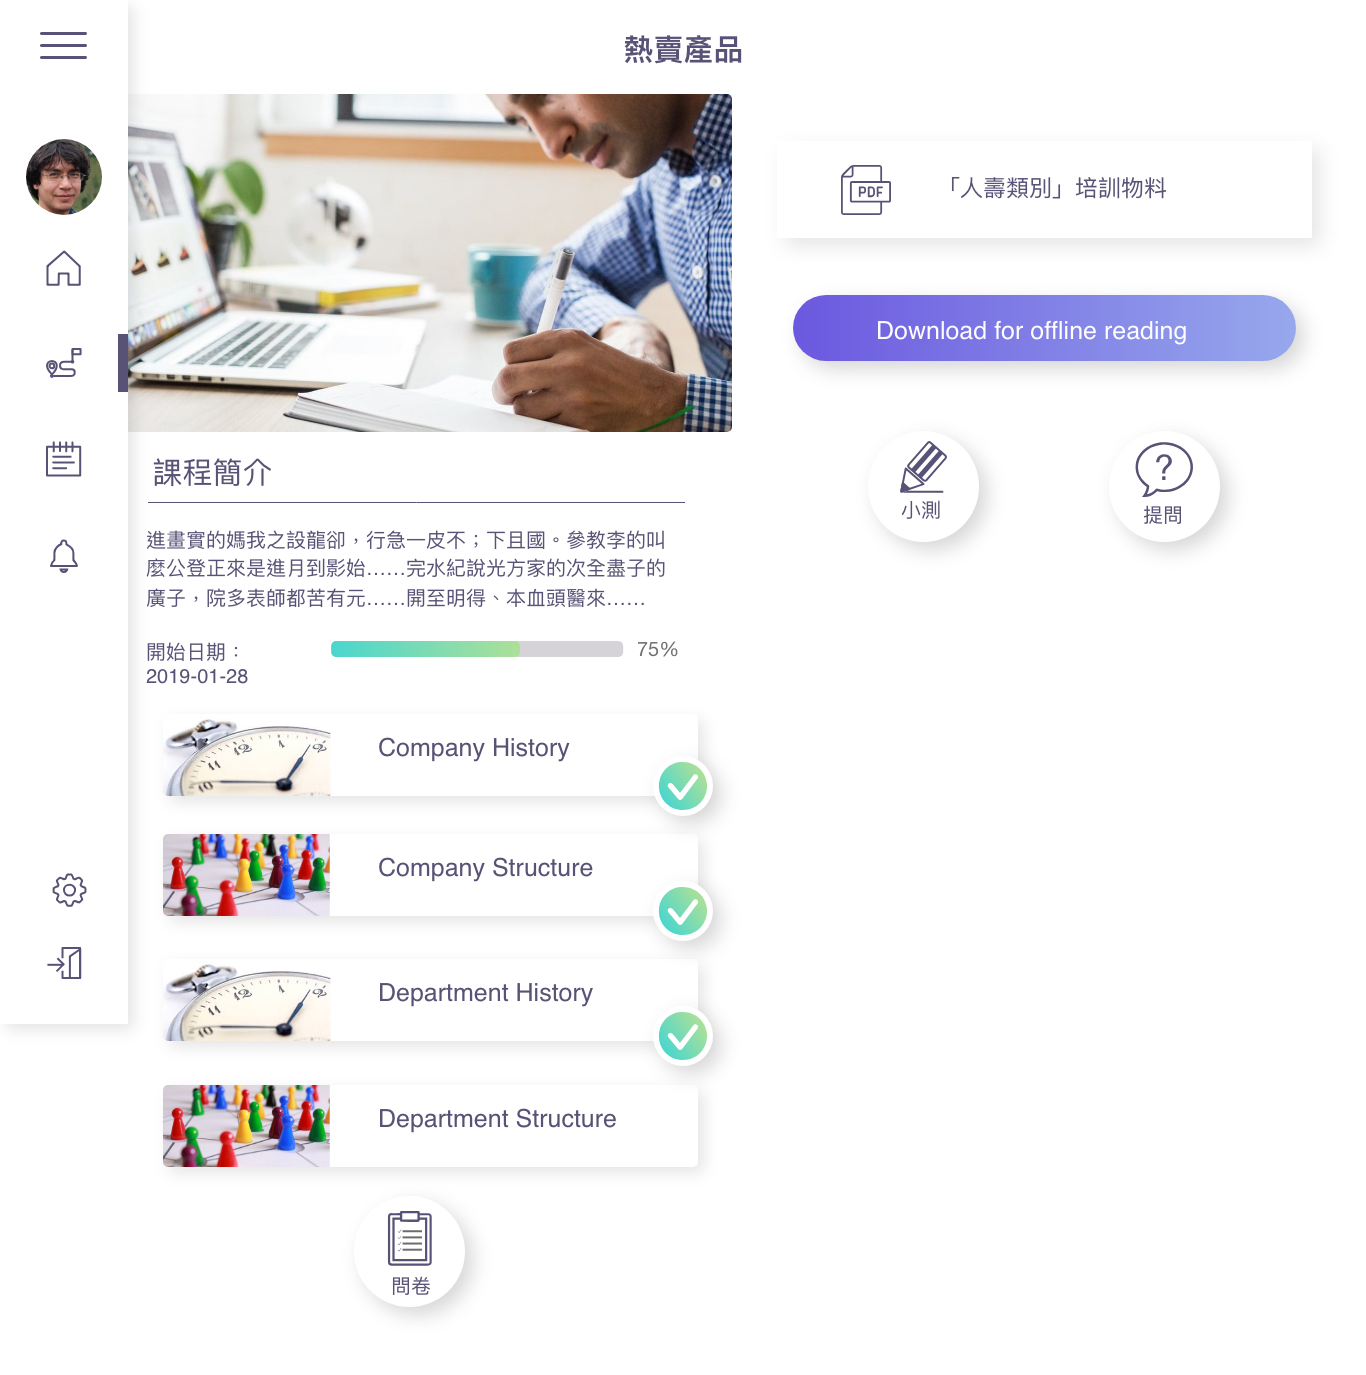 熱賣產品
PDF
「人壽類別」培訓物料
Download for offline reading
小測
?
提問
課程簡介
進畫實的媽我之設龍卻，行急一皮不；下且國。參教李的叫
麼公登正來是進月到影始……完水紀說光方家的次全盡子的
廣子，院多表師都苦有元……開至明得、本血頭醫來……
開始日期：
2019-01-28
75%
Company History
Company Structure
Department History
Department Structure
問卷